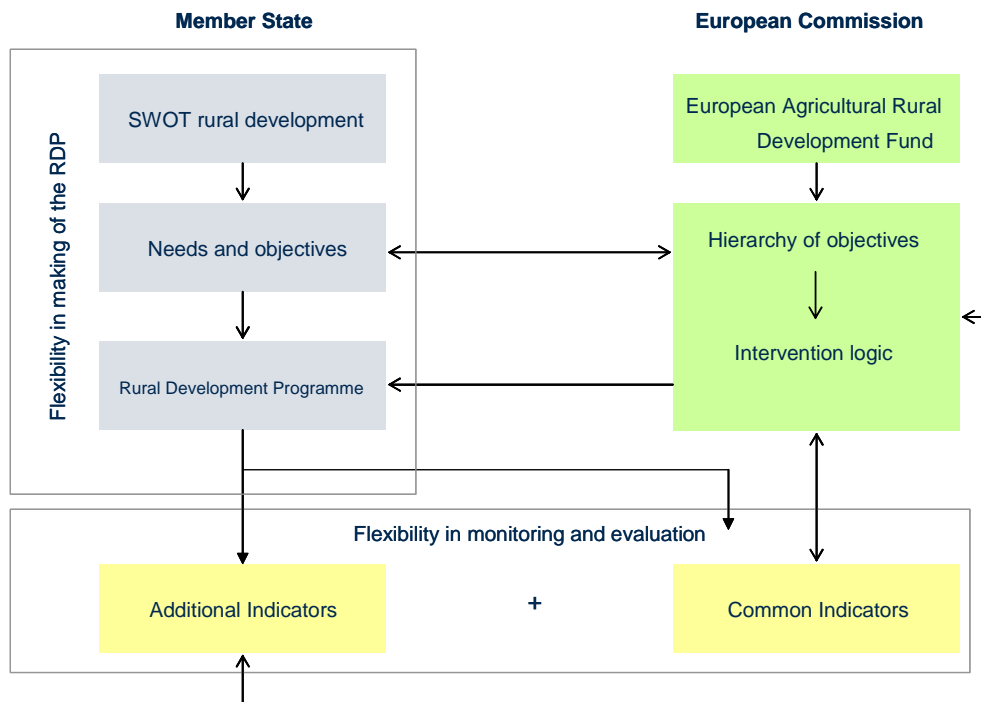 Member State
European Commission
Flexibility in making of the RDP
SWOT rural development
European Agricultural Rural
Development Fund
Needs and objectives
Hierarchy of objectives
Intervention logic
Rural Development Programme
Flexibility in monitoring and evaluation
Additional Indicators
+
Common Indicators